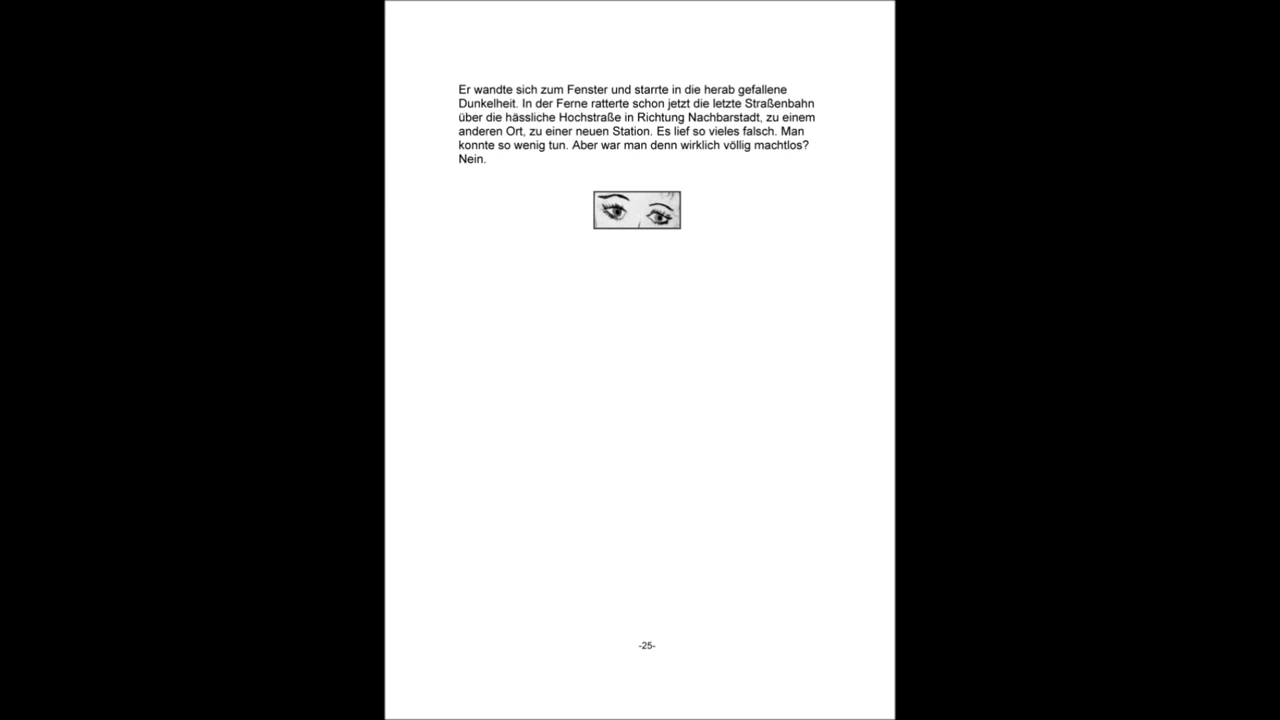 Er wandte sich zum Fenster und starrte in die herab gefallene
Dunkelheit. In der Ferne ratterte schon jetzt die letzte Straßenbahn
über die hässliche Hochstraße in Richtung Nachbarstadt, zu einem
anderen Ort, zu einer neuen Station. Es lief so vieles falsch. Man
konnte so wenig tun. Aber war man denn wirklich völlig machtlos?
Nein.
-25-